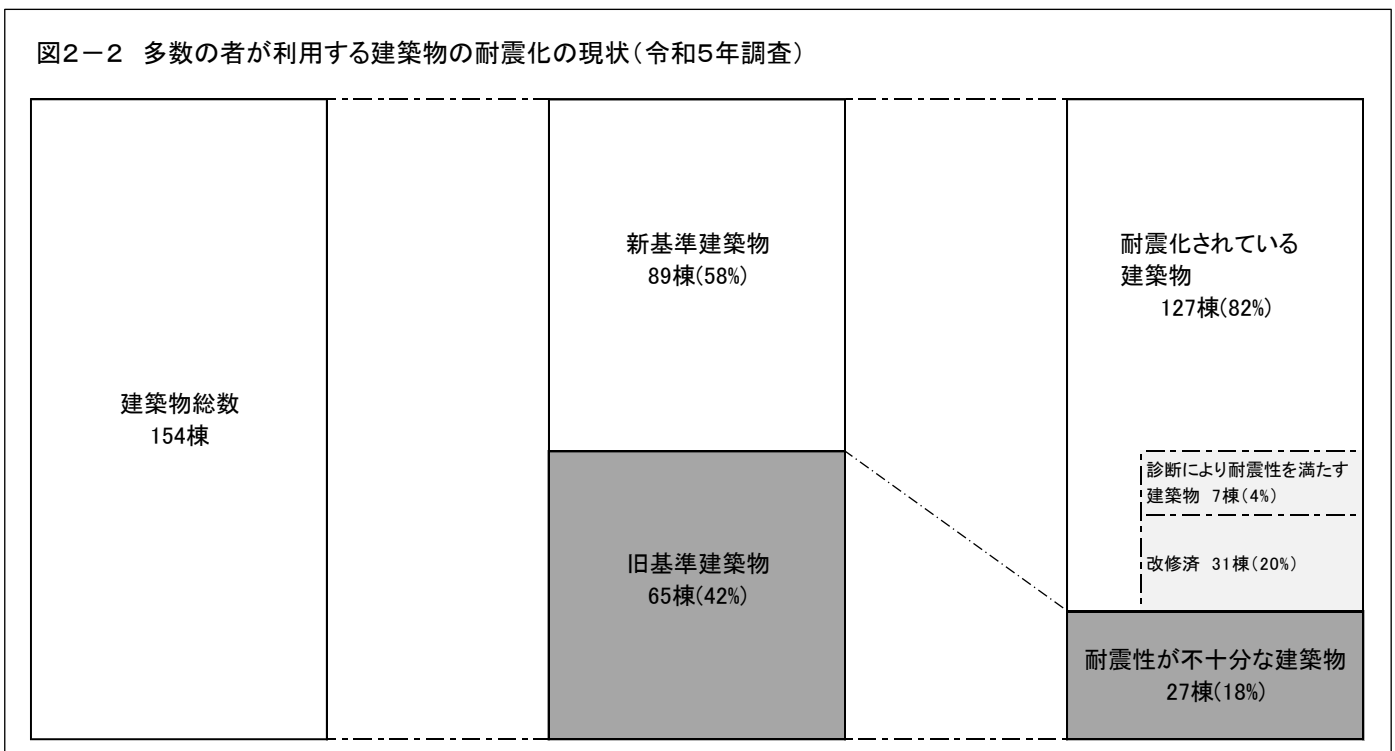 図2－2 多数の者が利用する建築物の耐震化の現状(令和5年調査)
建築物総数
154棟
新基準建築物
89棟(58%)
旧基準建築物
65棟(42%)
耐震化されている
建築物
127棟(82%)
診断により耐震性を満たす
建築物 7棟(4%)
改修済 31棟(20%)
耐震性が不十分な建築物
27棟(18%)